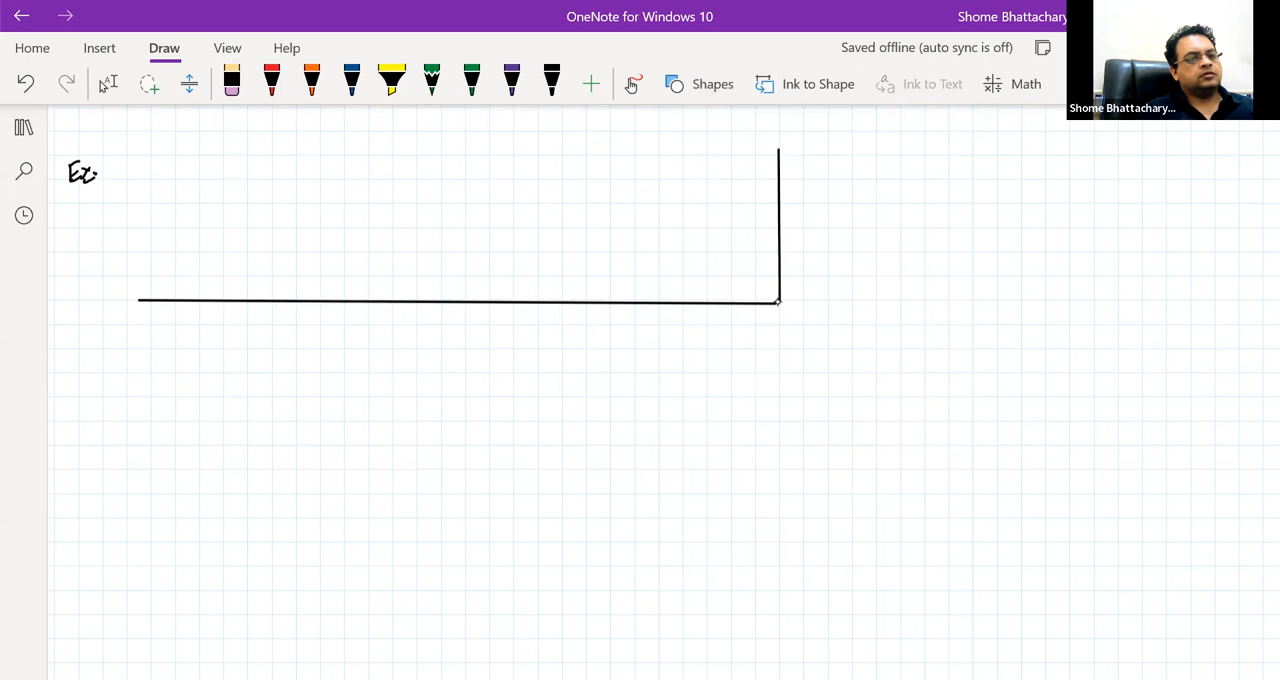 OneNote for Windows 10
Shome Bhattachary
Home
Insert
Draw
View
Help
Saved offline (auto sync is off)
Shapes
Ink to Shape
Ink to Text
Math
Shome Bhattachary...
Ex: